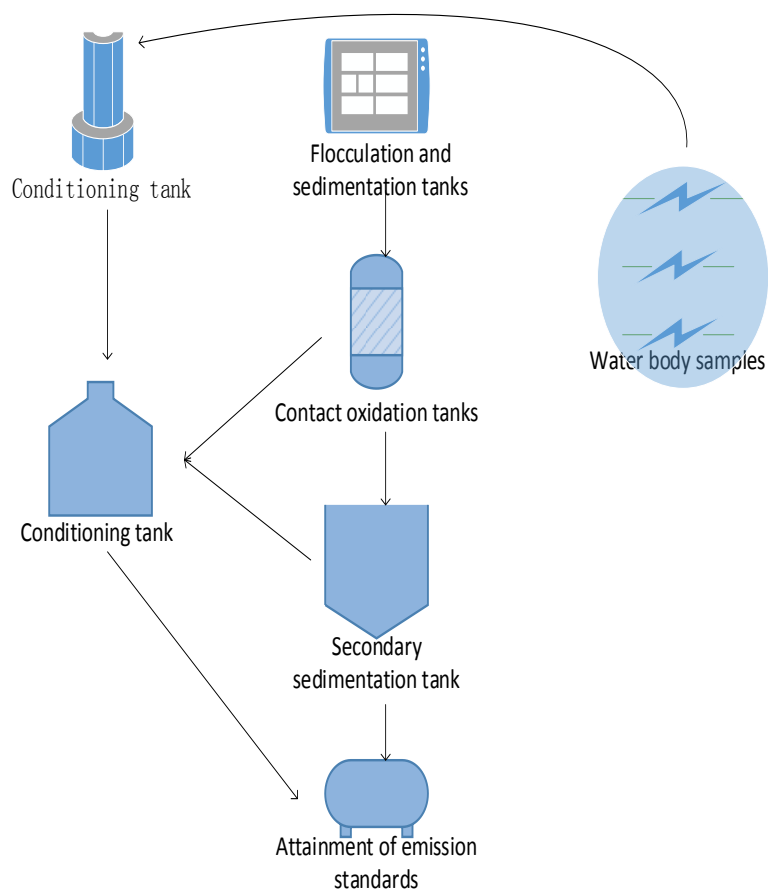 Conditioning tank
Flocculation and
sedimentation tanks
Water body samples
Contact oxidation tanks
Conditioning tank
Secondary
sedimentation tank
Attainment of emission
standards